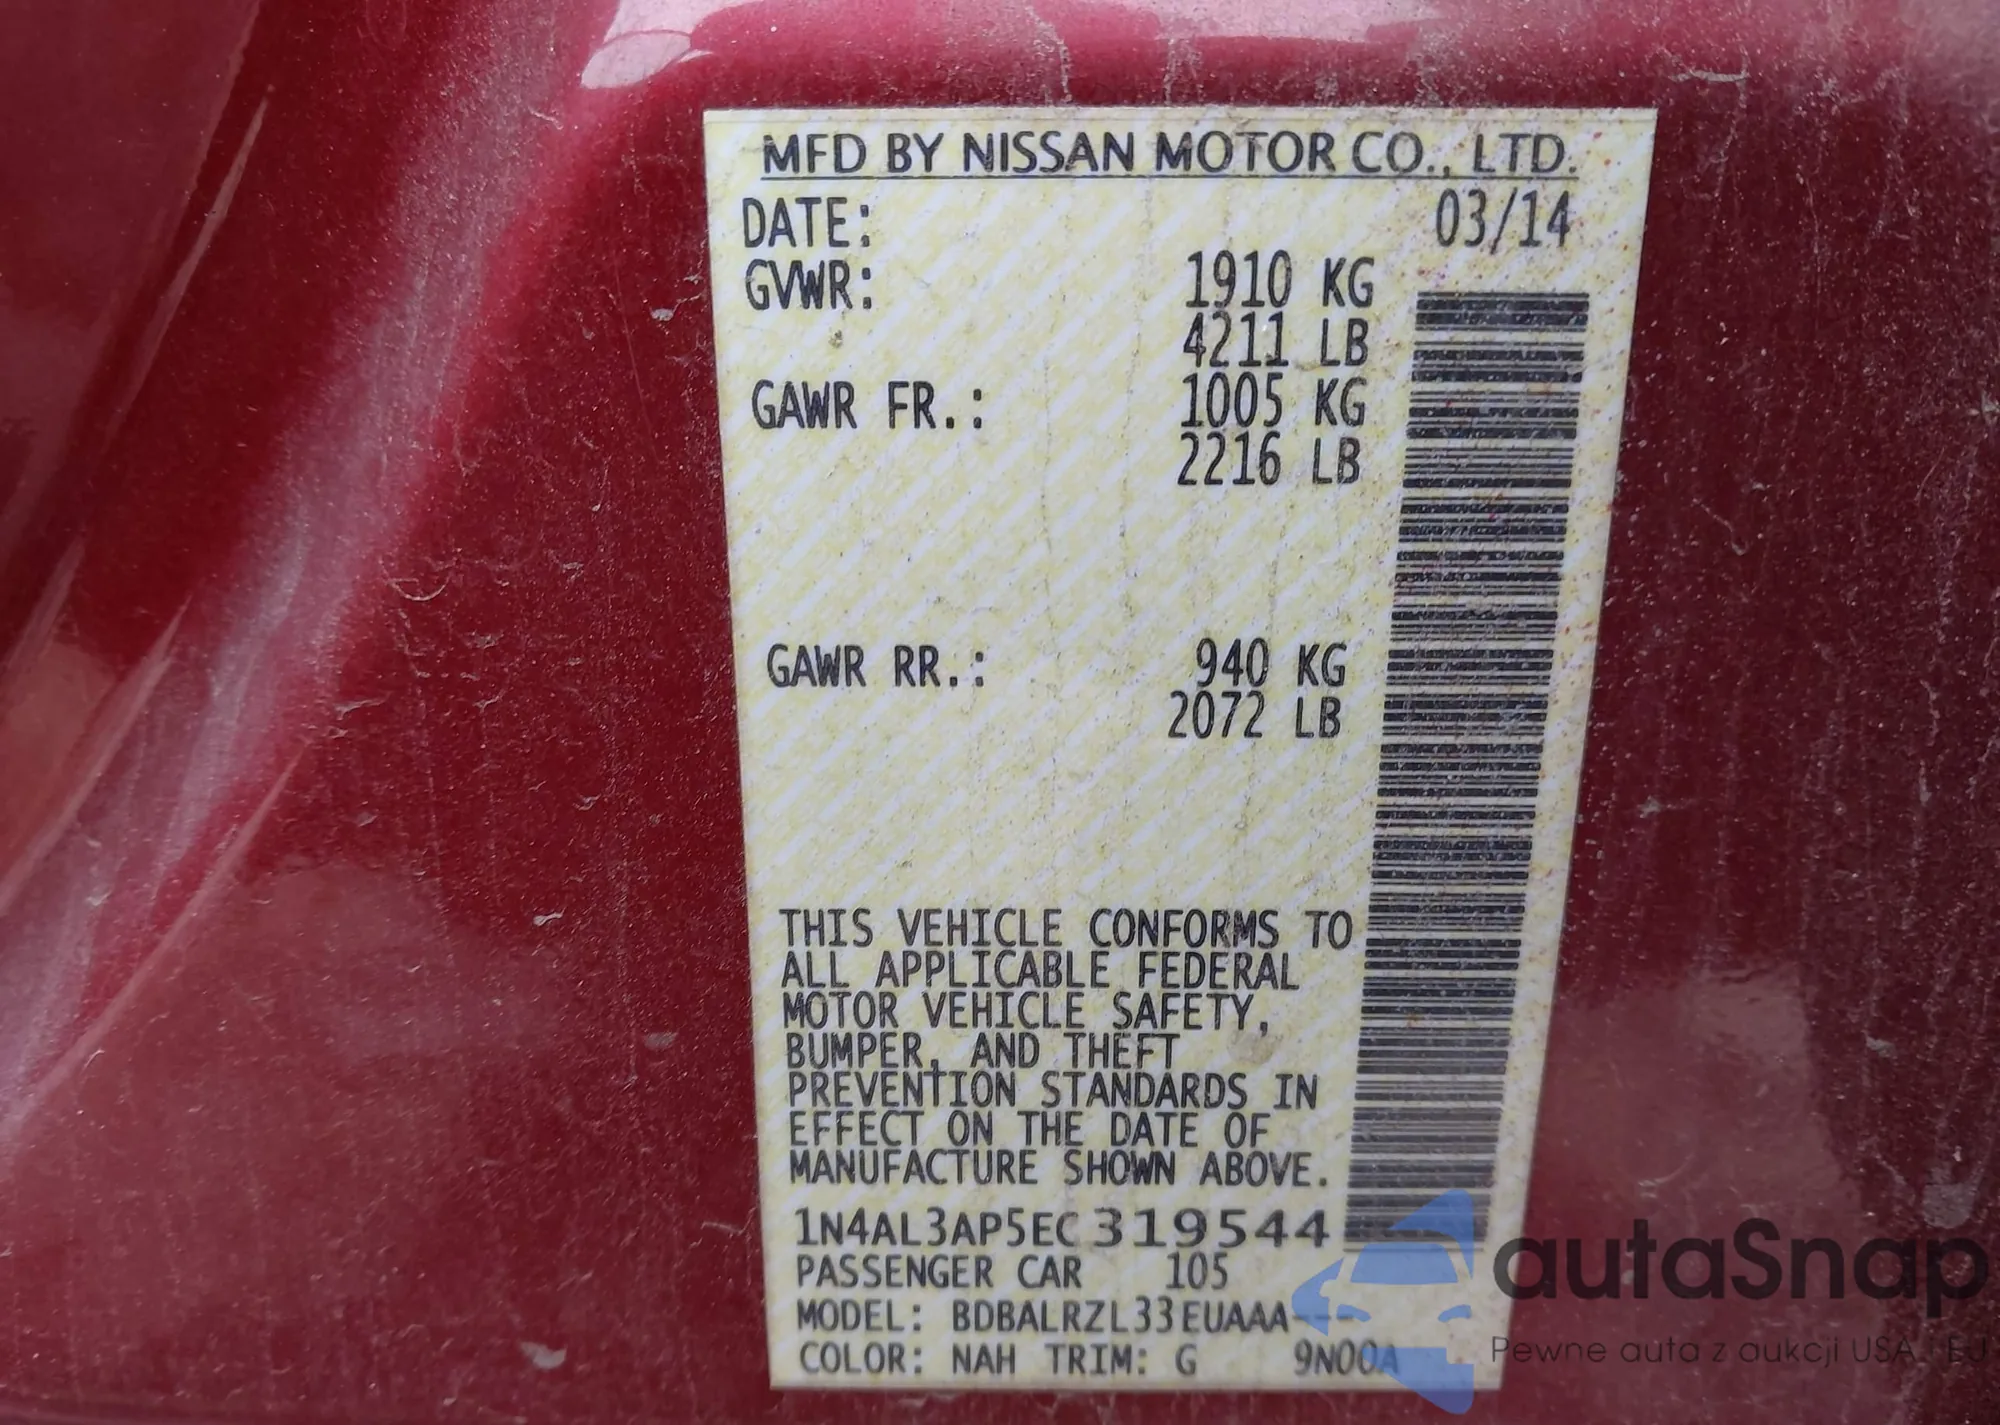 MFD BY NISSAN MOTOR CO., LTD.
DATE: 03/14
GVWR: 1910 KG
4211 LB
GAWR FR.: 1005 KG
2216 LB
GAWR RR.: 940 KG
2072 LB
THIS VEHICLE CONFORMS TO
ALL APPLICABLE FEDERAL
MOTOR VEHICLE SAFETY,
BUMPER, AND THEFT
PREVENTION STANDARDS IN
EFFECT ON THE DATE OF
MANUFACTURE SHOWN ABOVE.
1N4AL3AP5EC319544
PASSENGER CAR 105
MODEL: BDBALRZL33EUAAA---
COLOR: NAH TRIM: G 9N00A
autaSnap
Pewne auta z aukcji USA i EU